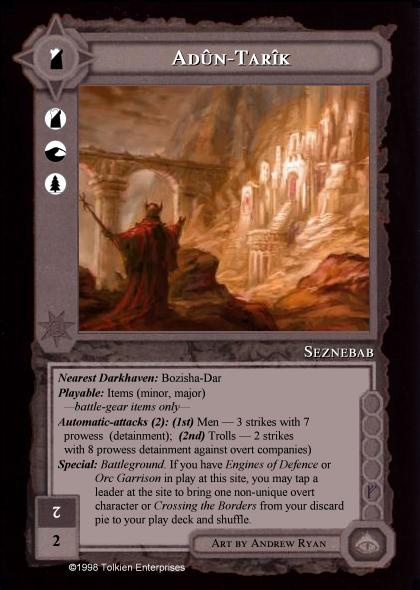 ADÛN-TARÎK
SEZNEBAB
Nearest Darkhaven: Bozisha-Dar
Playable: Items (minor, major)
—battle-gear items only—
Automatic-attacks (2): (1st) Men — 3 strikes with 7
prowess (detainment); (2nd) Trolls — 2 strikes
with 8 prowess detainment against overt companies)
Special: Battleground. If you have Engines of Defence or
Orc Garrison in play at this site, you may tap a
leader at the site to bring one non-unique overt
character or Crossing the Borders from your discard
pie to your play deck and shuffle.
2
2
ART BY ANDREW RYAN
©1998 Tolkien Enterprises